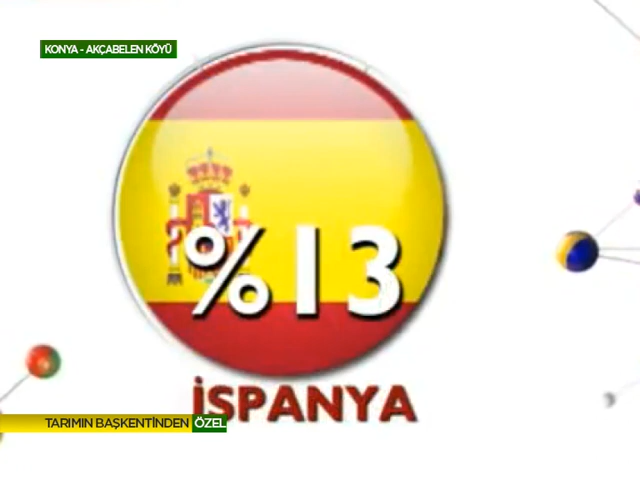 KONYA - AKÇABELEN KÖYÜ
%13
İSPANYA
TARIMIN BAŞKENTİNDEN ÖZEL